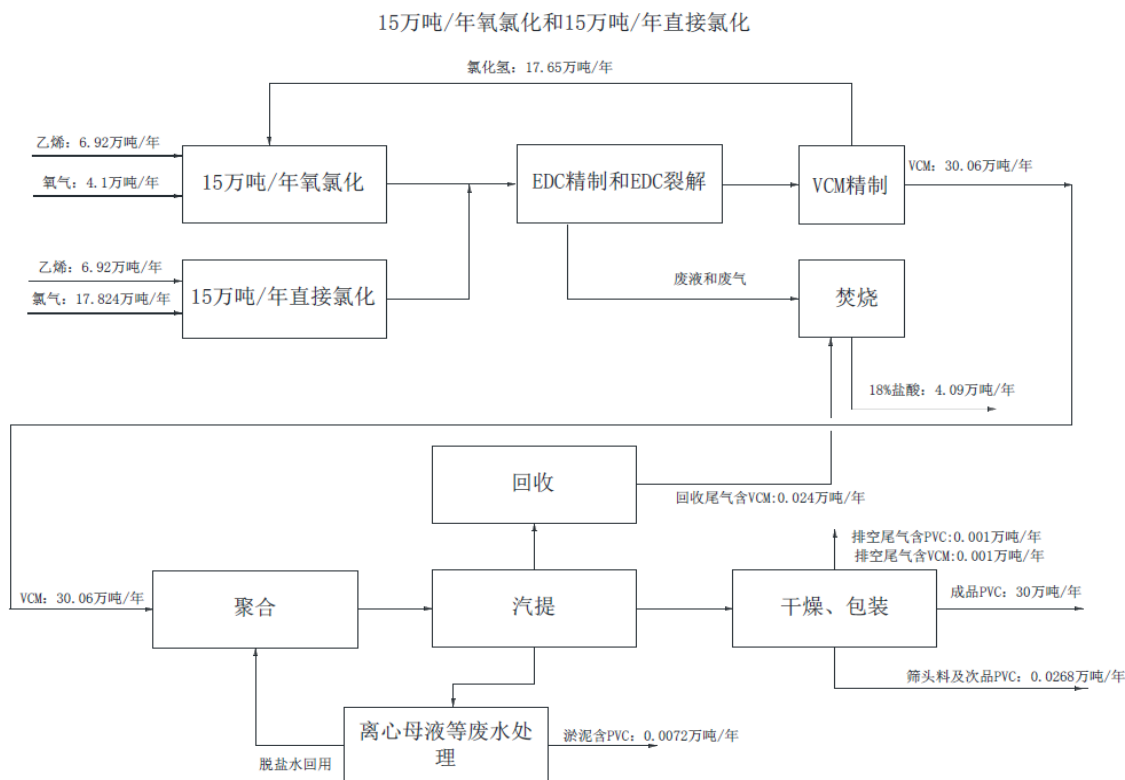 15万吨/年氧氯化和15万吨/年直接氯化
氯化氢：17.65万吨/年
乙烯：6.92万吨/年
氧气：4.1万吨/年
15万吨/年氧氯化
EDC精制和EDC裂解
VCM精制
VCM：30.06万吨/年
乙烯：6.92万吨/年
氯气：17.824万吨/年
15万吨/年直接氯化
废液和废气
焚烧
18%盐酸：4.09万吨/年
回收
回收尾气含VCM:0.024万吨/年
排空尾气含PVC:0.001万吨/年
排空尾气含VCM:0.001万吨/年
VCM：30.06万吨/年
聚合
汽提
干燥、包装
成品PVC：30万吨/年
筛头料及次品PVC：0.0268万吨/年
离心母液等废水处
理
淤泥含PVC：0.0072万吨/年
脱盐水回用